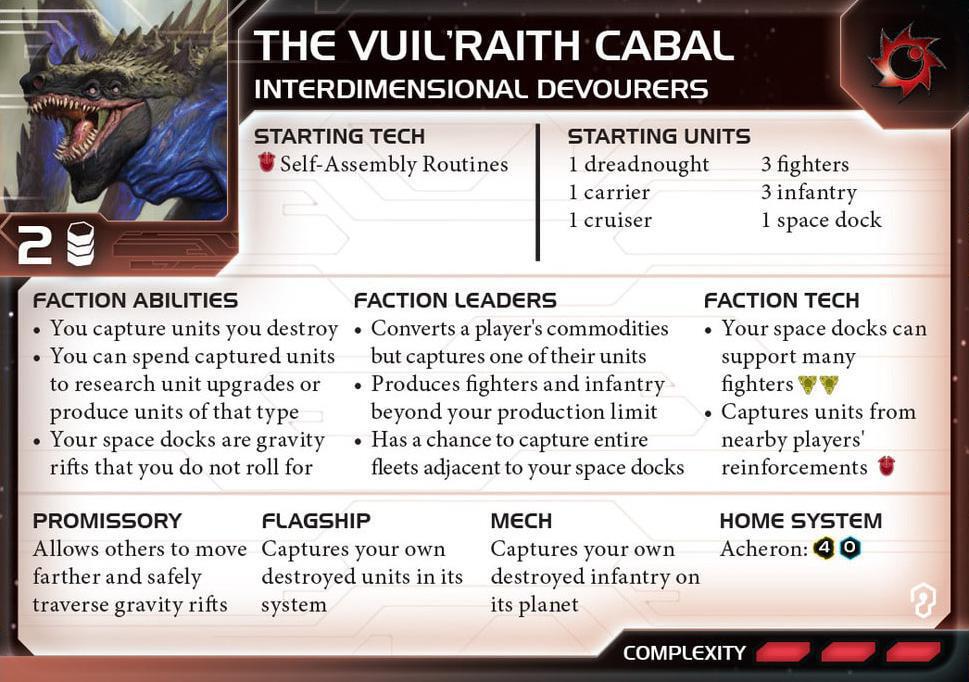 THE VUIL'RAITH CABAL
INTERDIMENSIONAL DEVOURERS
2
STARTING TECH
Self-Assembly Routines
STARTING UNITS
1 dreadnought
1 carrier
1 cruiser
3 fighters
3 infantry
1 space dock
FACTION ABILITIES
• You capture units you destroy
• You can spend captured units
to research unit upgrades or
produce units of that type
• Your space docks are gravity
rifts that you do not roll for
FACTION LEADERS
• Converts a player's commodities
but captures one of their units
• Produces fighters and infantry
beyond your production limit
• Has a chance to capture entire
fleets adjacent to your space docks
FACTION TECH
• Your space docks can
support many
fighters
• Captures units from
nearby players'
reinforcements
PROMISSORY
Allows others to move
farther and safely
traverse gravity rifts
FLAGSHIP
Captures your own
destroyed units in its
system
MECH
Captures your own
destroyed infantry on
its planet
HOME SYSTEM
Acheron: 4 0
COMPLEXITY